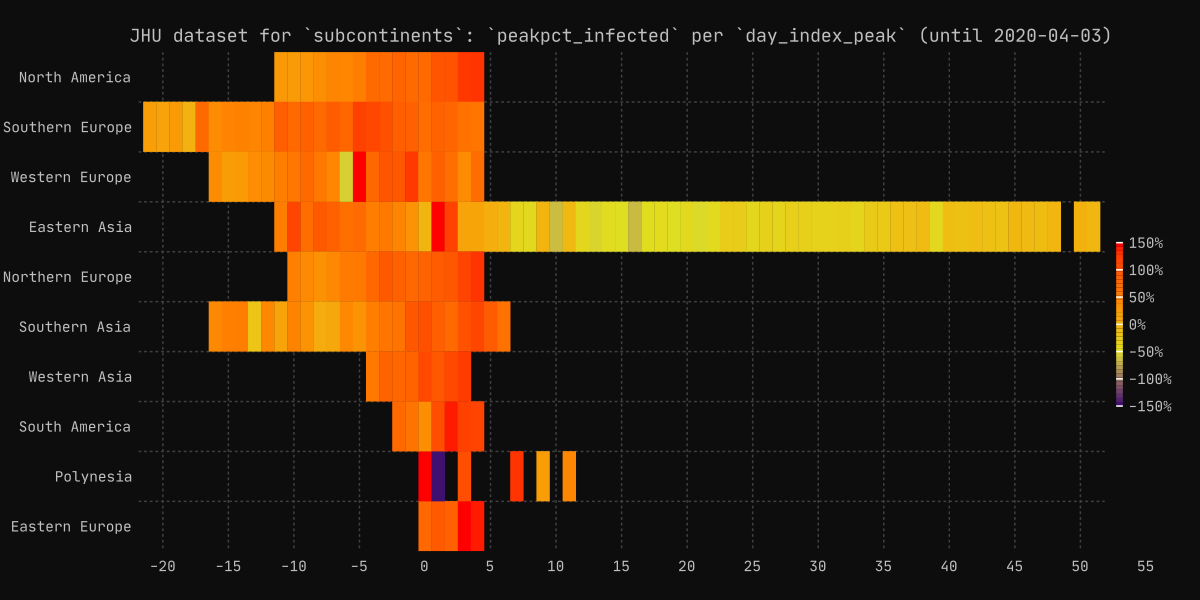 JHU dataset for `subcontinents`: `peakpct_infected` per `day_index_peak` (until 2020-04-03)
North America
Southern Europe
Western Europe
Eastern Asia
Northern Europe
Southern Asia
Western Asia
South America
Polynesia
Eastern Europe
150%
100%
50%
0%
-50%
-100%
-150%
-20 -15 -10 -5 0 5 10 15 20 25 30 35 40 45 50 55